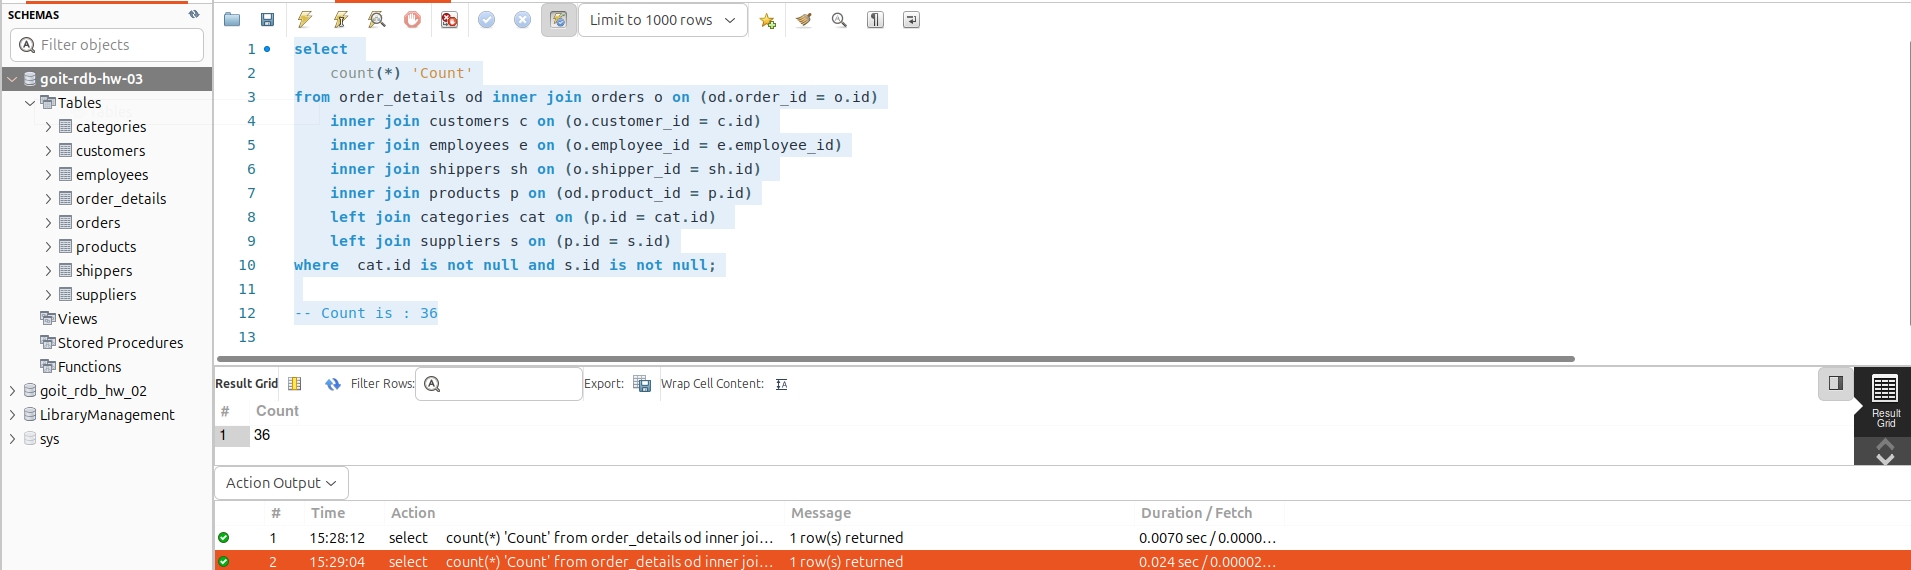 SCHEMAS
Filter objects
goit-rdb-hw-03
Tables
categories
customers
employees
order_details
orders
products
shippers
suppliers
Views
Stored Procedures
Functions
goit_rdb_hw_02
LibraryManagement
sys
Limit to 1000 rows
1 select
2 count(*) 'Count'
3 from order_details od inner join orders o on (od.order_id = o.id)
4 inner join customers c on (o.customer_id = c.id)
5 inner join employees e on (o.employee_id = e.employee_id)
6 inner join shippers sh on (o.shipper_id = sh.id)
7 inner join products p on (od.product_id = p.id)
8 left join categories cat on (p.id = cat.id)
9 left join suppliers s on (p.id = s.id)
10 where  cat.id is not null and s.id is not null;
11
12 -- Count is : 36
13
Result Grid Filter Rows: Export: Wrap Cell Content:
# Count
1 36
Result
Grid
Action Output
# Time Action Message Duration / Fetch
1 15:28:12 select count(*) 'Count' from order_details od inner joi... 1 row(s) returned 0.0070 sec / 0.0000...
2 15:29:04 select count(*) 'Count' from order_details od inner joi... 1 row(s) returned 0.024 sec / 0.00002...